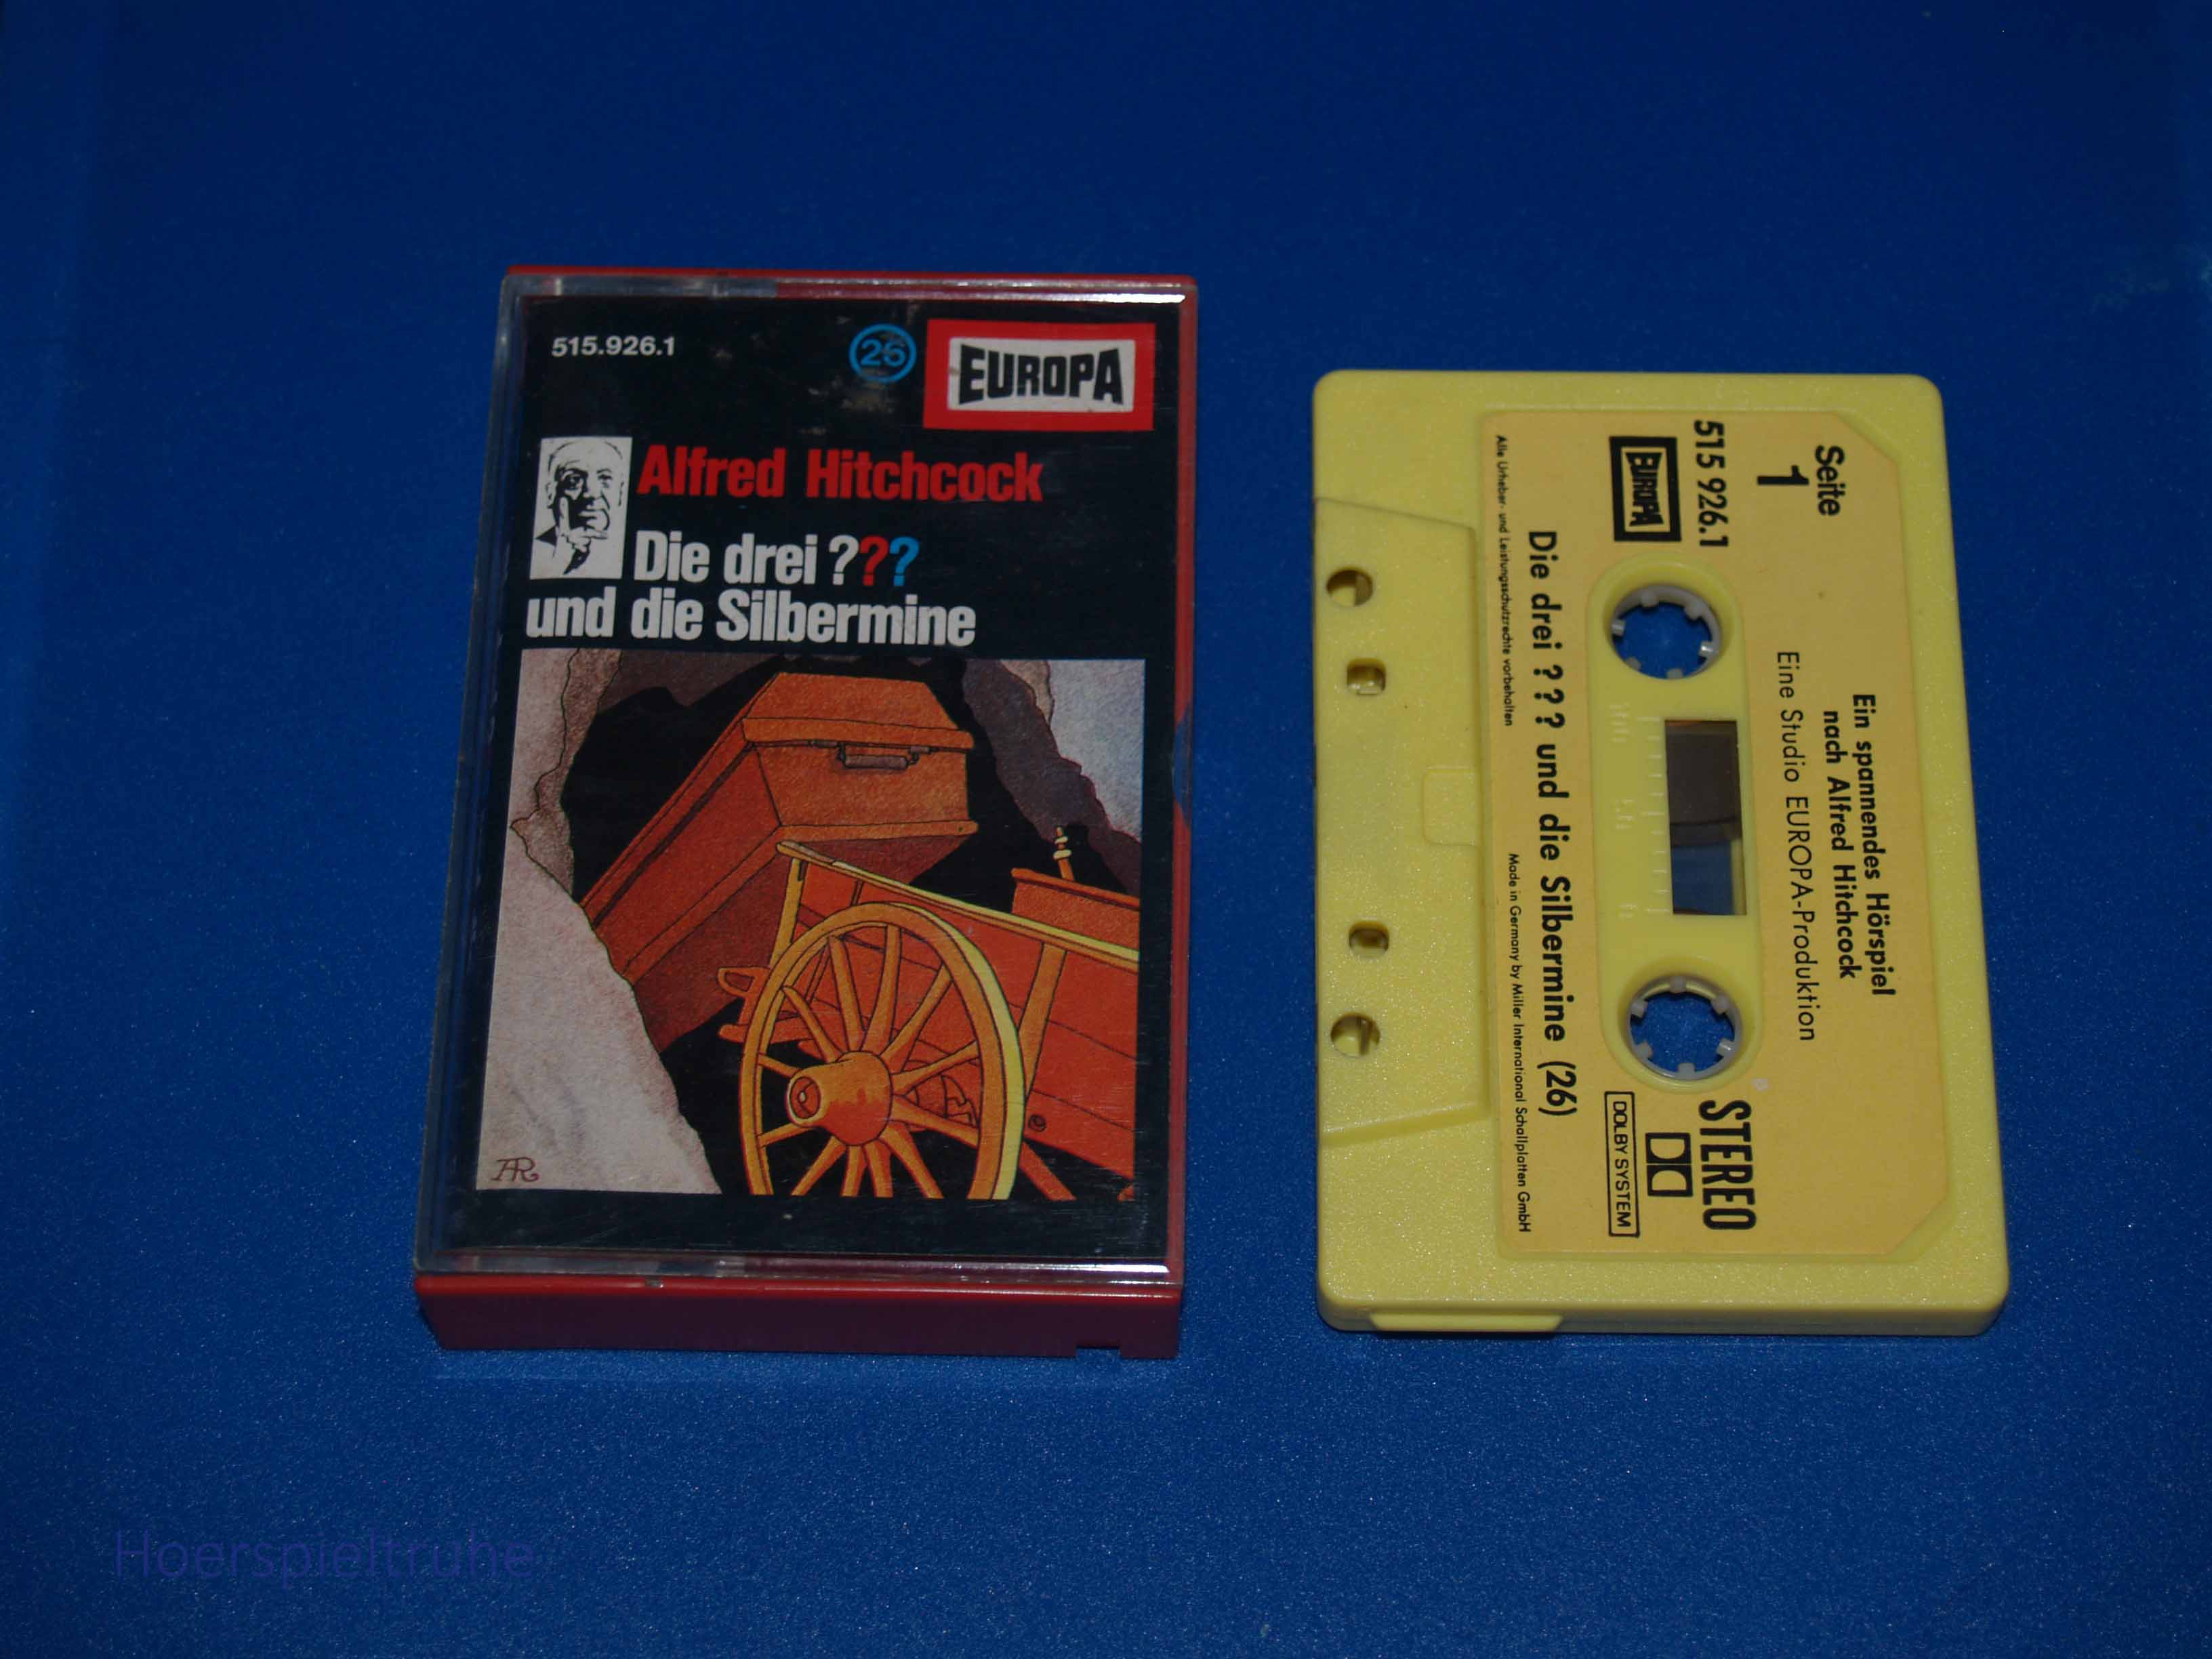 515.926.1
26
EUROPA
Alfred Hitchcock
Die drei ???
und die Silbermine
AR
Seite
1
515 926.1
EUROPA
Ein spannendes Hörspiel
nach Alfred Hitchcock
Eine Studio EUROPA-Produktion
STEREO
DOLBY SYSTEM
Die drei ??? und die Silbermine (26)
Alle Urheber- und Leistungsschutzrechte vorbehalten
Made in Germany by Miller International Schallplatten GmbH
Hoerspieltruhe